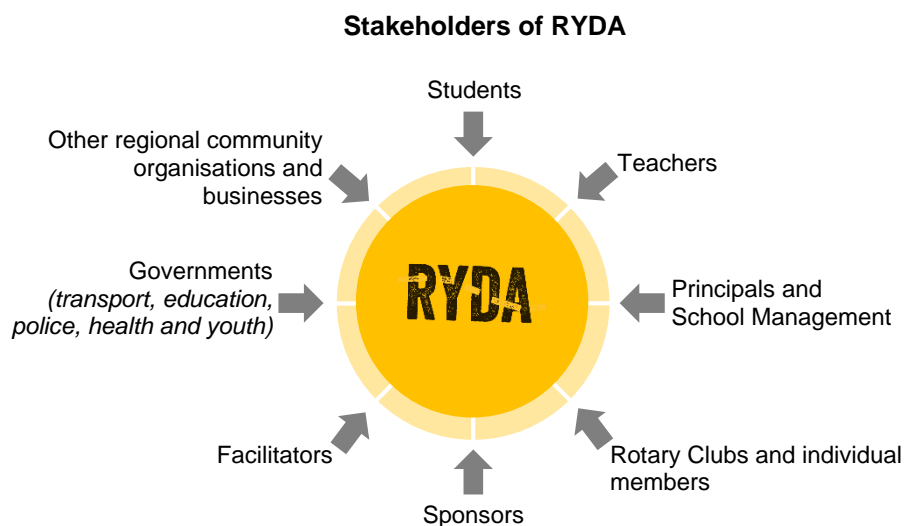 Stakeholders of RYDA
Students
Other regional community
organisations and
businesses
Teachers
Governments
(transport, education,
police, health and youth)
RYDA
Principals and
School Management
Facilitators
Rotary Clubs and individual
members
Sponsors